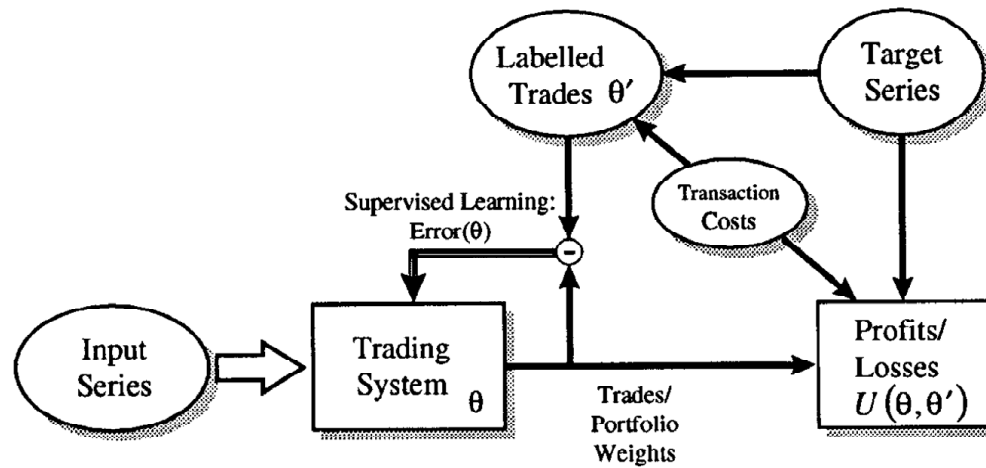 Labelled
Trades θ′
Target
Series
Transaction
Costs
Supervised Learning:
Error(θ)
-
Input
Series
Trading
System
θ
Trades/
Portfolio
Weights
Profits/
Losses
U(θ,θ′)